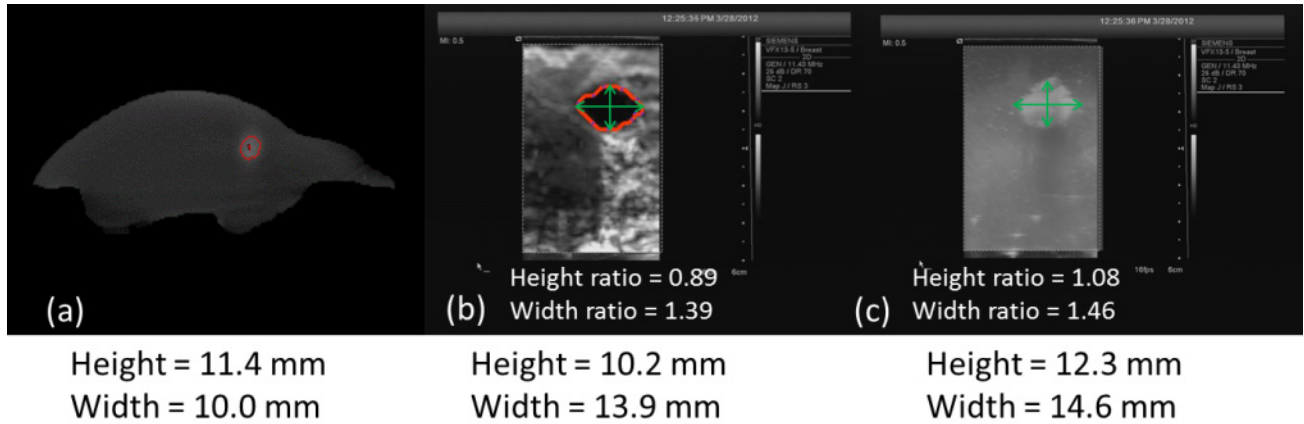 12:25:36 PM 3/28/2012
MI: 0.5
SIEMENS
VFX13-5 / Breast
2D
GEN / 11.43 MHz
26 dB / DR 70
SC 2
Map J / RS 3
6cm
Height ratio = 0.89
Width ratio = 1.39
12:25:36 PM 3/28/2012
MI: 0.5
SIEMENS
VFX13-5 / Breast
2D
GEN / 11.43 MHz
26 dB / DR 70
SC 2
Map J / RS 3
16fps 6cm
Height ratio = 1.08
Width ratio = 1.46
(a)
(b)
(c)
Height = 11.4 mm
Width = 10.0 mm
Height = 10.2 mm
Width = 13.9 mm
Height = 12.3 mm
Width = 14.6 mm